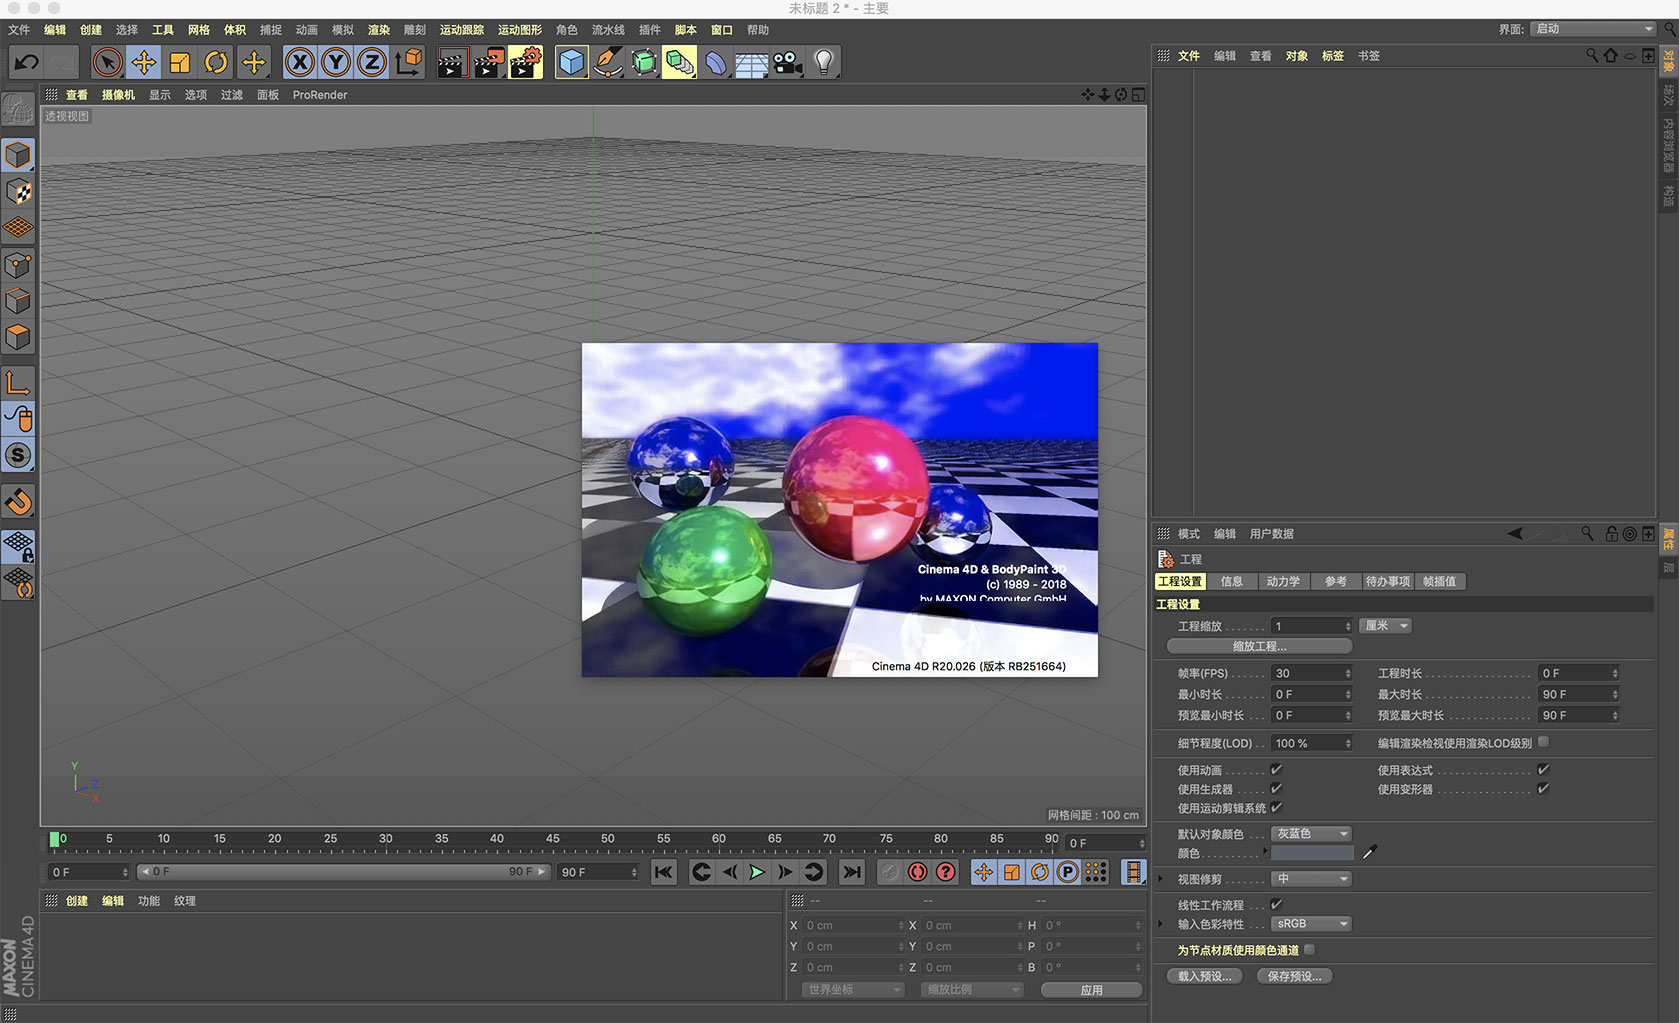 未标题 2 * - 主要
文件 编辑 创建 选择 工具 网格 体积 捕捉 动画 模拟 渲染 雕刻 运动跟踪 运动图形 角色 流水线 插件 脚本 窗口 帮助
界面: 启动
X Y Z
查看 摄像机 显示 选项 过滤 面板 ProRender
透视视图
S
Cinema 4D & BodyPaint 3D
(c) 1989 - 2018
by MAXON Computer GmbH
Cinema 4D R20.026 (版本 RB251664)
Y
Z
X
网格间距 : 100 cm
0 5 10 15 20 25 30 35 40 45 50 55 60 65 70 75 80 85 90 0 F
0 F 0 F 90 F 90 F
? P
创建 编辑 功能 纹理
-- -- --
X 0 cm X 0 cm H 0 °
Y 0 cm Y 0 cm P 0 °
Z 0 cm Z 0 cm B 0 °
世界坐标 缩放比例 应用
MAXON
CINEMA 4D
文件 编辑 查看 对象 标签 书签
对象
场次
内容浏览器
构造
模式 编辑 用户数据
属性
层
工程
工程设置 信息 动力学 参考 待办事项 帧插值
工程设置
工程缩放 1 厘米
缩放工程...
帧率(FPS) 30 工程时长 0 F
最小时长 0 F 最大时长 90 F
预览最小时长 0 F 预览最大时长 90 F
细节程度(LOD) 100 % 编辑渲染检视使用渲染LOD级别
使用动画 使用表达式
使用生成器 使用变形器
使用运动剪辑系统
默认对象颜色 灰蓝色
颜色
视图修剪 中
线性工作流程
输入色彩特性 sRGB
为节点材质使用颜色通道
载入预设... 保存预设...